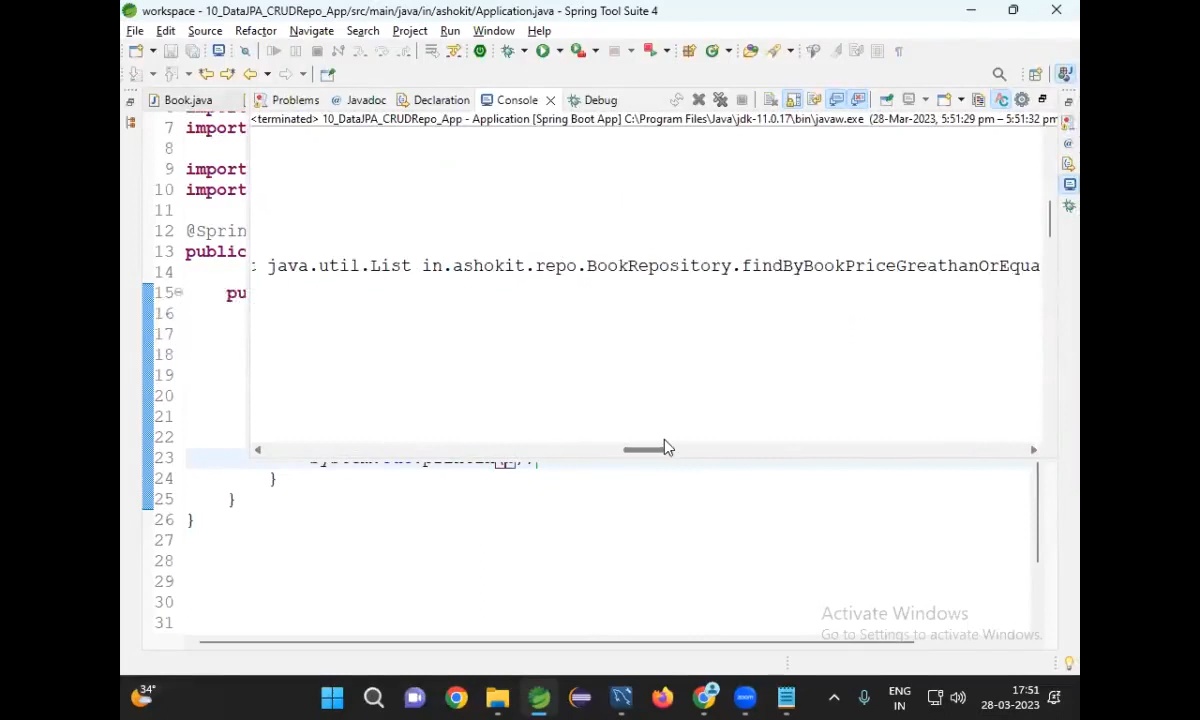 workspace - 10_DataJPA_CRUDRepo_App/src/main/java/in/ashokit/Application.java - Spring Tool Suite 4
File Edit Source Refactor Navigate Search Project Run Window Help
Book.java Problems @ Javadoc Declaration Console Debug
<terminated> 10_DataJPA_CRUDRepo_App - Application [Spring Boot App] C:\Program Files\Java\jdk-11.0.17\bin\javaw.exe (28-Mar-2023, 5:51:29 pm – 5:51:32 pm
7 import
8
9 import
10 import
11
12 @Sprin
13 public
java.util.List in.ashokit.repo.BookRepository.findByBookPriceGreathanOrEqua
14
15 pu
16
17
18
19
20
21
22
23
24 }
25 }
26 }
27
28
29
30
31
Activate Windows
Go to Settings to activate Windows.
34°
zoom
ENG
IN
17:51
28-03-2023